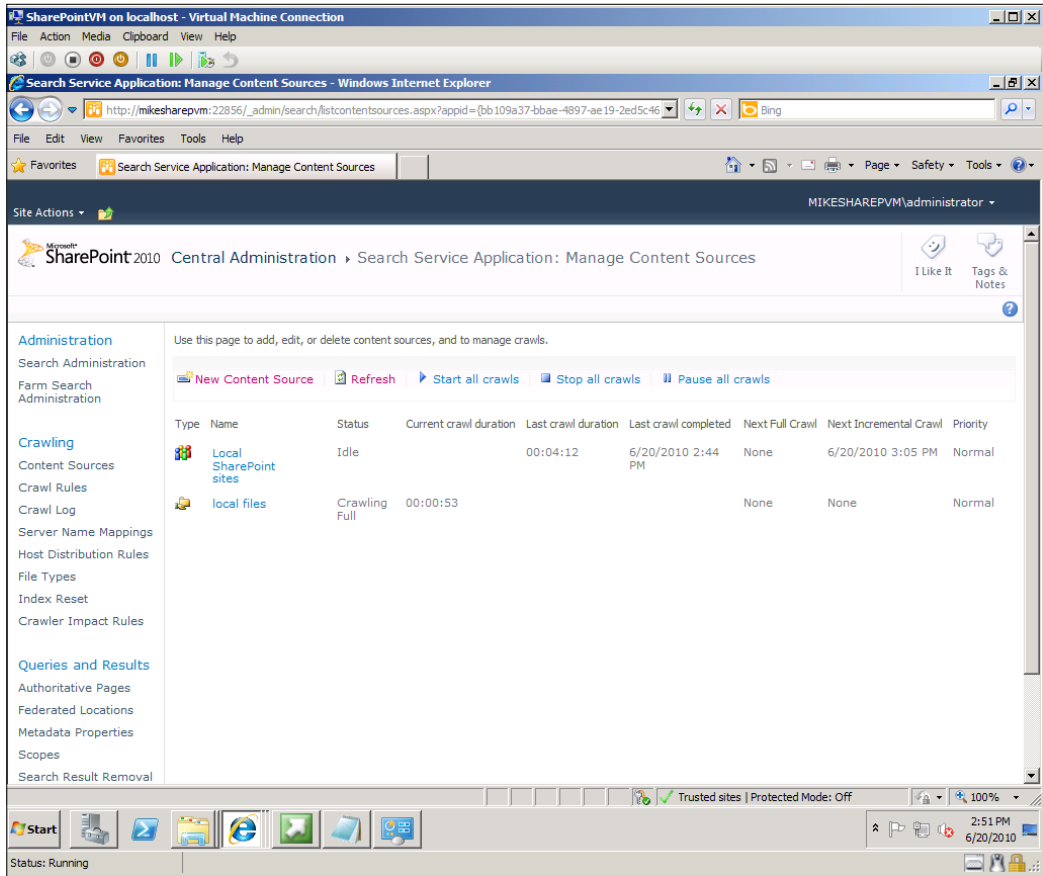 SharePointVM on localhost - Virtual Machine Connection
File Action Media Clipboard View Help
Search Service Application: Manage Content Sources - Windows Internet Explorer
http://mikesharepvm:22856/_admin/search/listcontentsources.aspx?appid={bb109a37-bbae-4897-ae19-2ed5c46
Bing
File Edit View Favorites Tools Help
Favorites
Search Service Application: Manage Content Sources
Page Safety Tools
Site Actions
MIKESHAREPVM\administrator
Microsoft
SharePoint 2010
Central Administration
Search Service Application: Manage Content Sources
I Like It
Tags & Notes
Administration
Search Administration
Farm Search
Administration
Crawling
Content Sources
Crawl Rules
Crawl Log
Server Name Mappings
Host Distribution Rules
File Types
Index Reset
Crawler Impact Rules
Queries and Results
Authoritative Pages
Federated Locations
Metadata Properties
Scopes
Search Result Removal
Use this page to add, edit, or delete content sources, and to manage crawls.
New Content Source Refresh Start all crawls Stop all crawls Pause all crawls
Type Name Status Current crawl duration Last crawl duration Last crawl completed Next Full Crawl Next Incremental Crawl Priority
Local SharePoint sites Idle 00:04:12 6/20/2010 2:44 PM None 6/20/2010 3:05 PM Normal
local files Crawling Full 00:00:53 None None Normal
Trusted sites | Protected Mode: Off
100%
Start
2:51 PM
6/20/2010
Status: Running